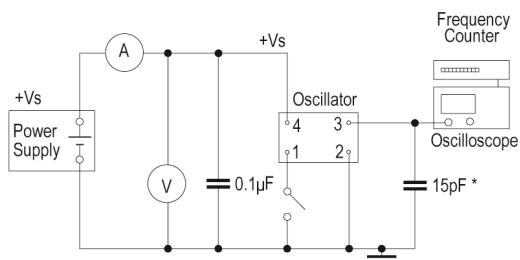 Frequency
Counter
A
+Vs
Oscillator
+Vs
4 3
Power
Supply
Oscilloscope
1 2
V
0.1µF
15pF *